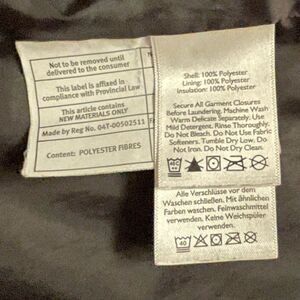 Not to be removed until
delivered to the consumer
This label is affixed in
compliance with Provincial Law
This article contains
NEW MATERIALS ONLY
Made by Reg No. 04T-00502511
Content: POLYESTER FIBRES
Shell: 100% Polyester
Lining: 100% Polyester
Insulation: 100% Polyester
Secure All Garment Closures
Before Laundering. Machine Wash
Warm Delicate Separately. Use
Mild Detergent. Rinse Thoroughly.
Do Not Bleach. Do Not Use Fabric
Softeners. Tumble Dry Low. Do
Not Iron. Do Not Dry Clean.
40
Alle Verschlüsse vor dem
Waschen schließen. Mit ähnlichen
Farben waschen. Feinwaschmittel
verwenden. Keine Weichspüler
verwenden.
40